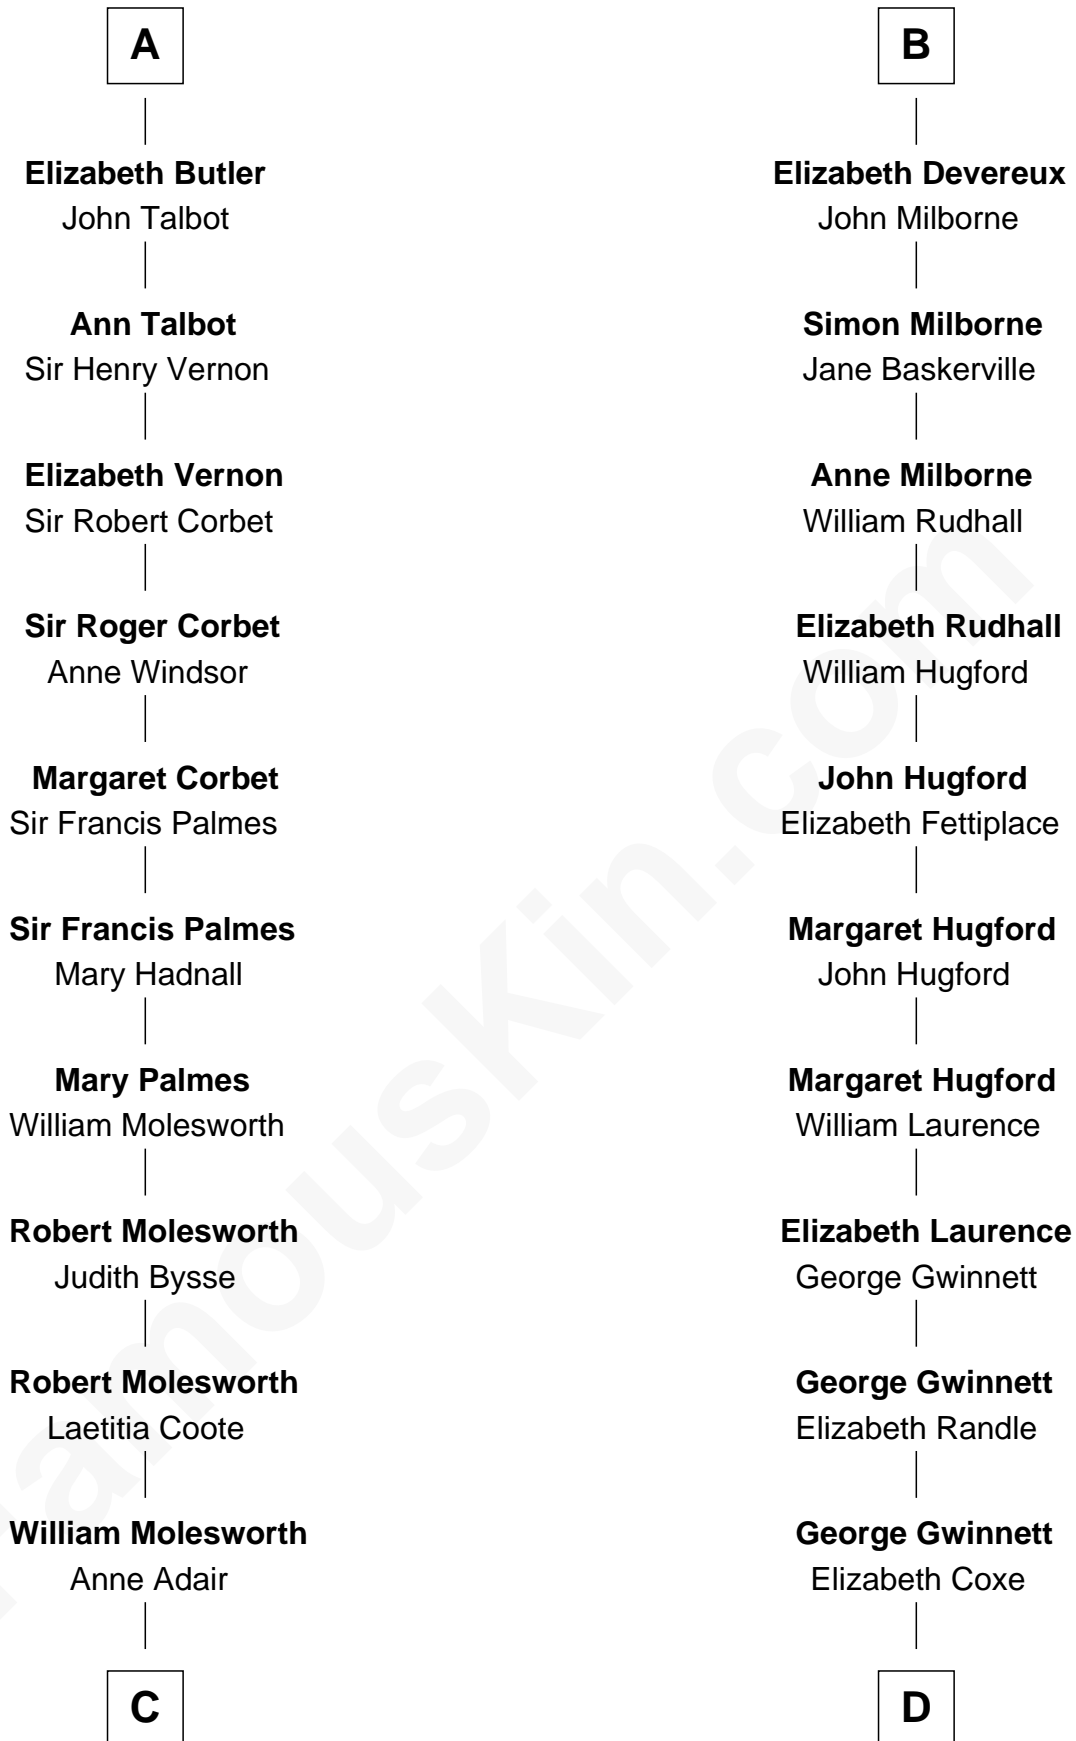 A
Elizabeth Butler
John Talbot
Ann Talbot
Sir Henry Vernon
Elizabeth Vernon
Sir Robert Corbet
Sir Roger Corbet
Anne Windsor
Margaret Corbet
Sir Francis Palmes
Sir Francis Palmes
Mary Hadnall
Mary Palmes
William Molesworth
Robert Molesworth
Judith Bysse
Robert Molesworth
Laetitia Coote
William Molesworth
Anne Adair
C
B
Elizabeth Devereux
John Milborne
Simon Milborne
Jane Baskerville
Anne Milborne
William Rudhall
Elizabeth Rudhall
William Hugford
John Hugford
Elizabeth Fettiplace
Margaret Hugford
John Hugford
Margaret Hugford
William Laurence
Elizabeth Laurence
George Gwinnett
George Gwinnett
Elizabeth Randle
George Gwinnett
Elizabeth Coxe
D
FamousKin.com